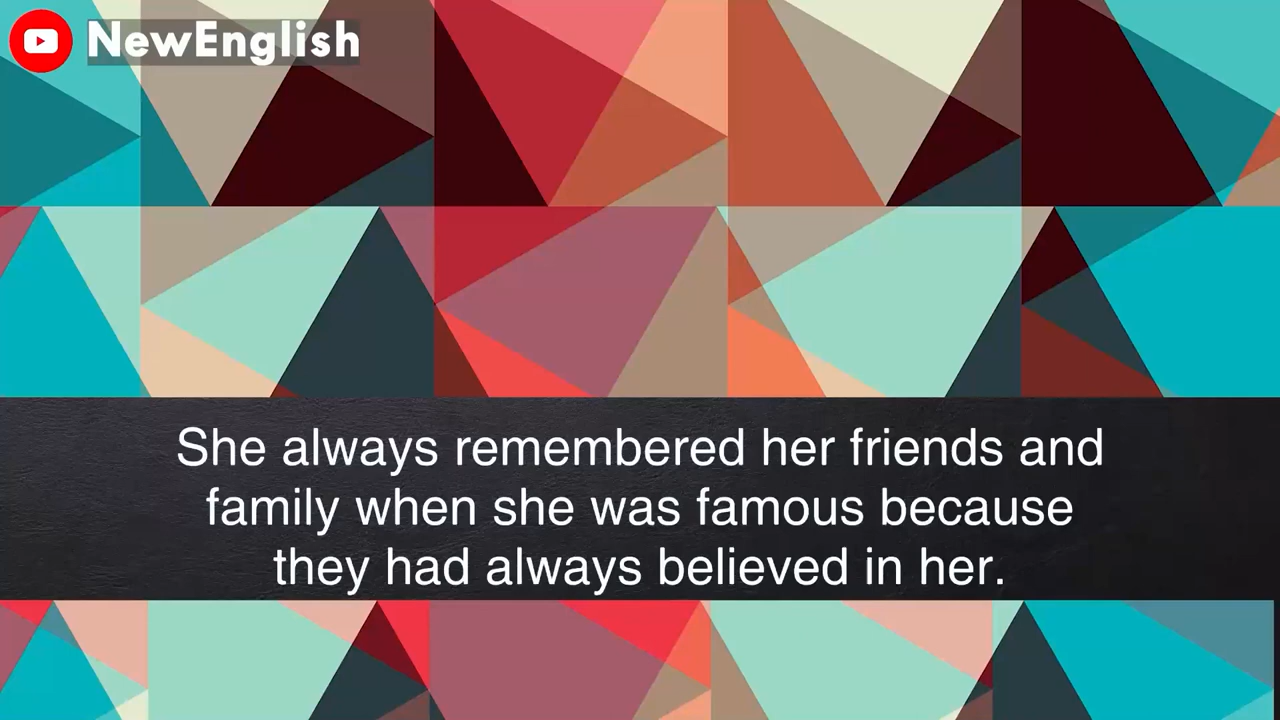 NewEnglish
She always remembered her friends and
family when she was famous because
they had always believed in her.